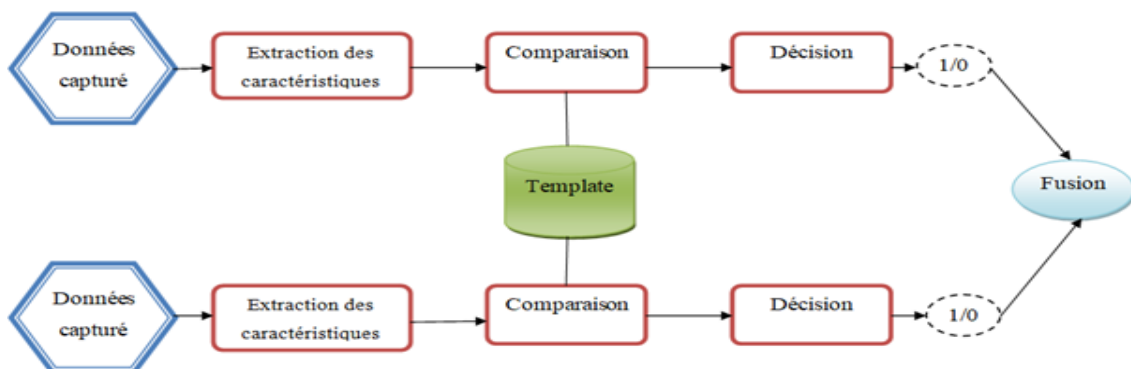 Données
capturé
Extraction des
caractéristiques
Comparaison
Décision
1/0
Template
Fusion
Données
capturé
Extraction des
caractéristiques
Comparaison
Décision
1/0